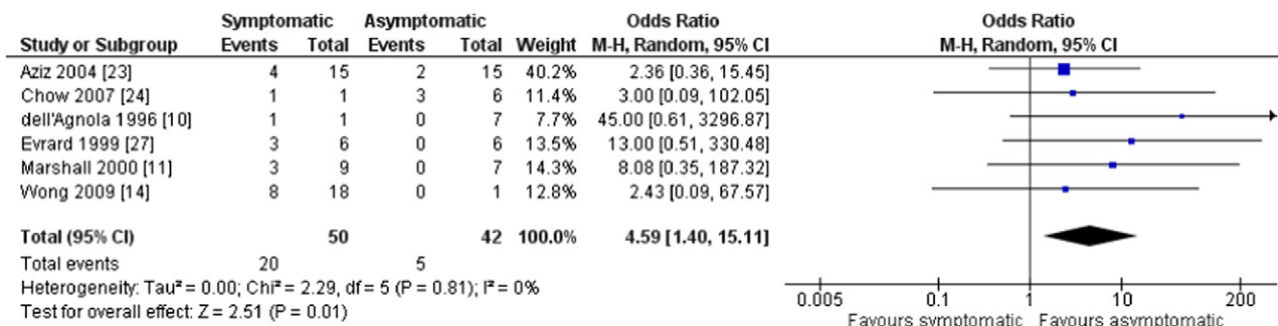 Symptomatic Asymptomatic Odds Ratio Odds Ratio
Study or Subgroup Events Total Events Total Weight M-H, Random, 95% CI M-H, Random, 95% CI
Aziz 2004 [23] 4 15 2 15 40.2% 2.36 [0.36, 15.45]
Chow 2007 [24] 1 1 3 6 11.4% 3.00 [0.09, 102.05]
dell'Agnola 1996 [10] 1 1 0 7 7.7% 45.00 [0.61, 3296.87]
Evrard 1999 [27] 3 6 0 6 13.5% 13.00 [0.51, 330.48]
Marshall 2000 [11] 3 9 0 7 14.3% 8.08 [0.35, 187.32]
Wong 2009 [14] 8 18 0 1 12.8% 2.43 [0.09, 67.57]
Total (95% CI) 50 42 100.0% 4.59 [1.40, 15.11]
Total events 20 5
Heterogeneity: Tau² = 0.00; Chi² = 2.29, df = 5 (P = 0.81); I² = 0%
Test for overall effect: Z = 2.51 (P = 0.01)
0.005 0.1 1 10 200
Favours symptomatic Favours asymptomatic